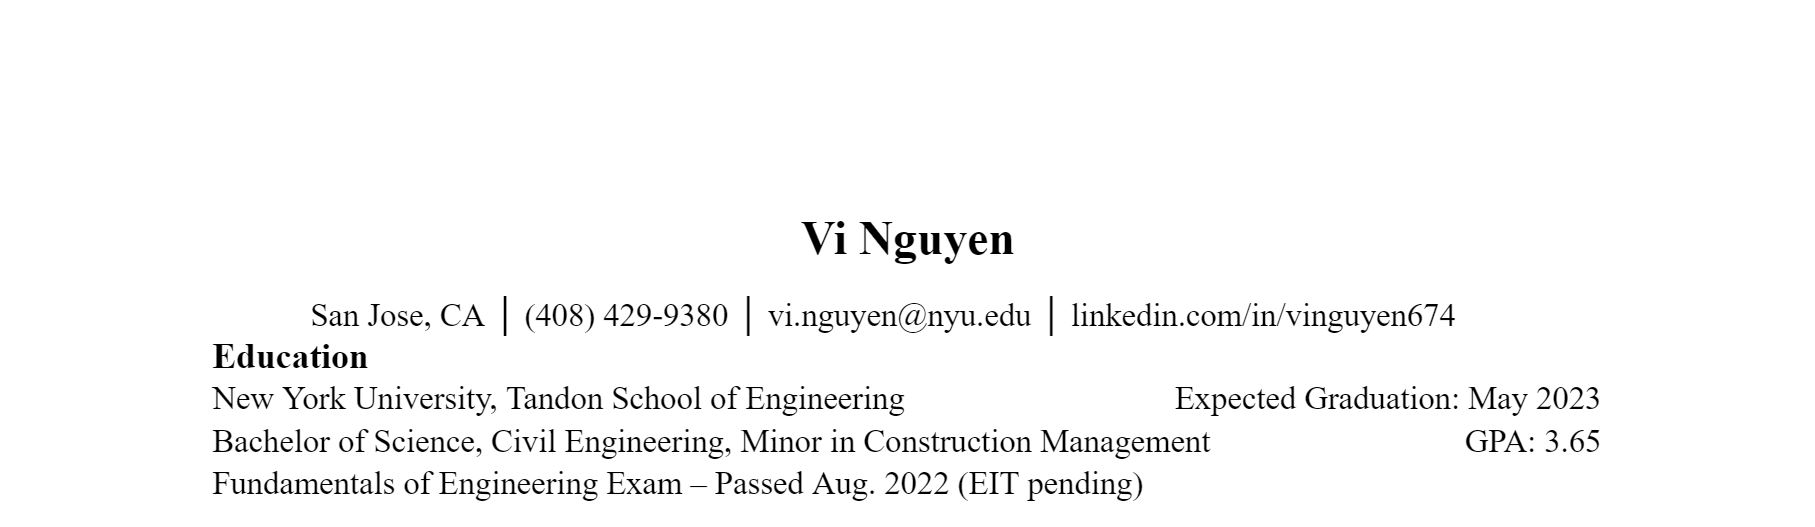 Vi Nguyen
San Jose, CA | (408) 429-9380 | vi.nguyen@nyu.edu | linkedin.com/in/vinguyen674
Education
New York University, Tandon School of Engineering Expected Graduation: May 2023
Bachelor of Science, Civil Engineering, Minor in Construction Management GPA: 3.65
Fundamentals of Engineering Exam – Passed Aug. 2022 (EIT pending)